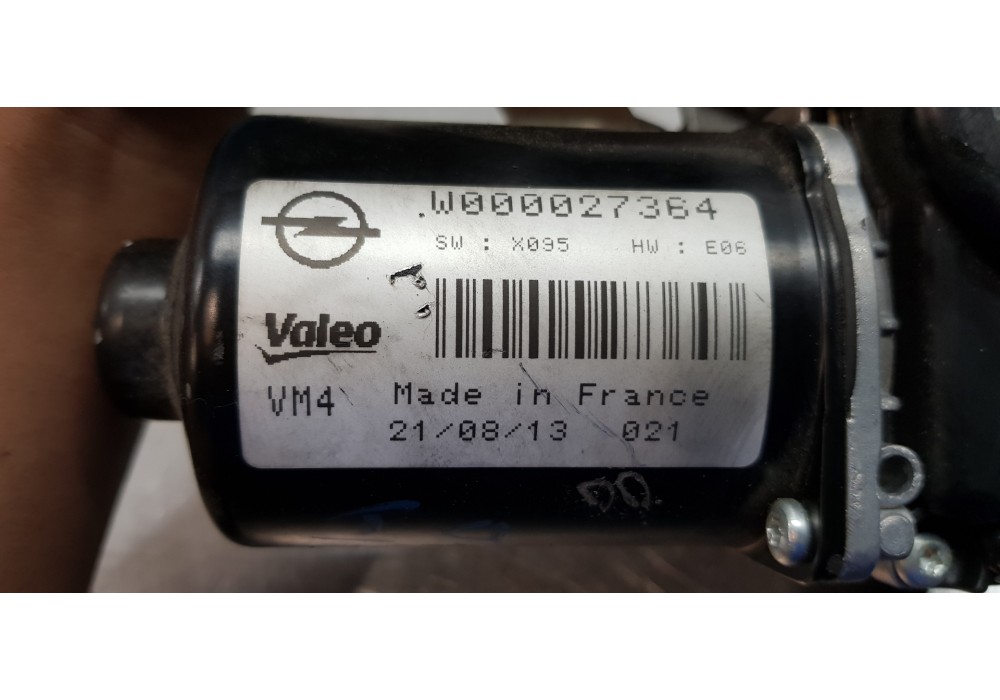 .W000027364
SW : X095 HW : E06
Valeo
VM4 Made in France
21/08/13 021